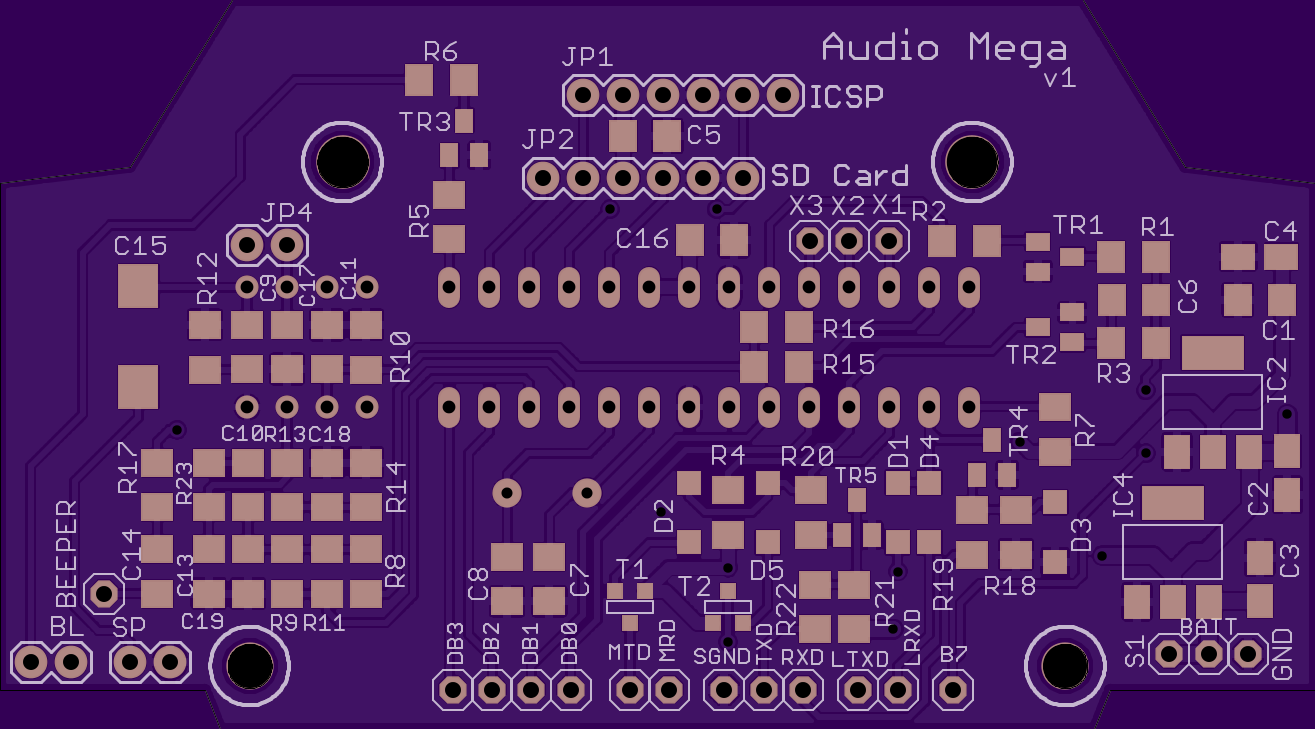 Audio Mega
v1
R6
JP1
ICSP
TR3
JP2
C5
SD Card
R5
X3 X2 X1 R2
JP4
C15
C16
TR1 R1 C4
R12
C9
C17
C11
C6
R16
C1
R10
R15
TR2
R3
IC2
C10 R13 C18
TR4
R7
R17
R23
R14
R4
R20
D1
D4
TR5
IC4
C2
D2
D3
BEEPER
C14
C13
R8
C8
C7
T1
T2
D5
R22
R21
R19
R18
C3
C19
R9 R11
BL SP
DB3
DB2
DB1
DB0
MTD
MRD
SGND
TXD
RXD
LTXD
LRXD
B7
S1
BATT
GND